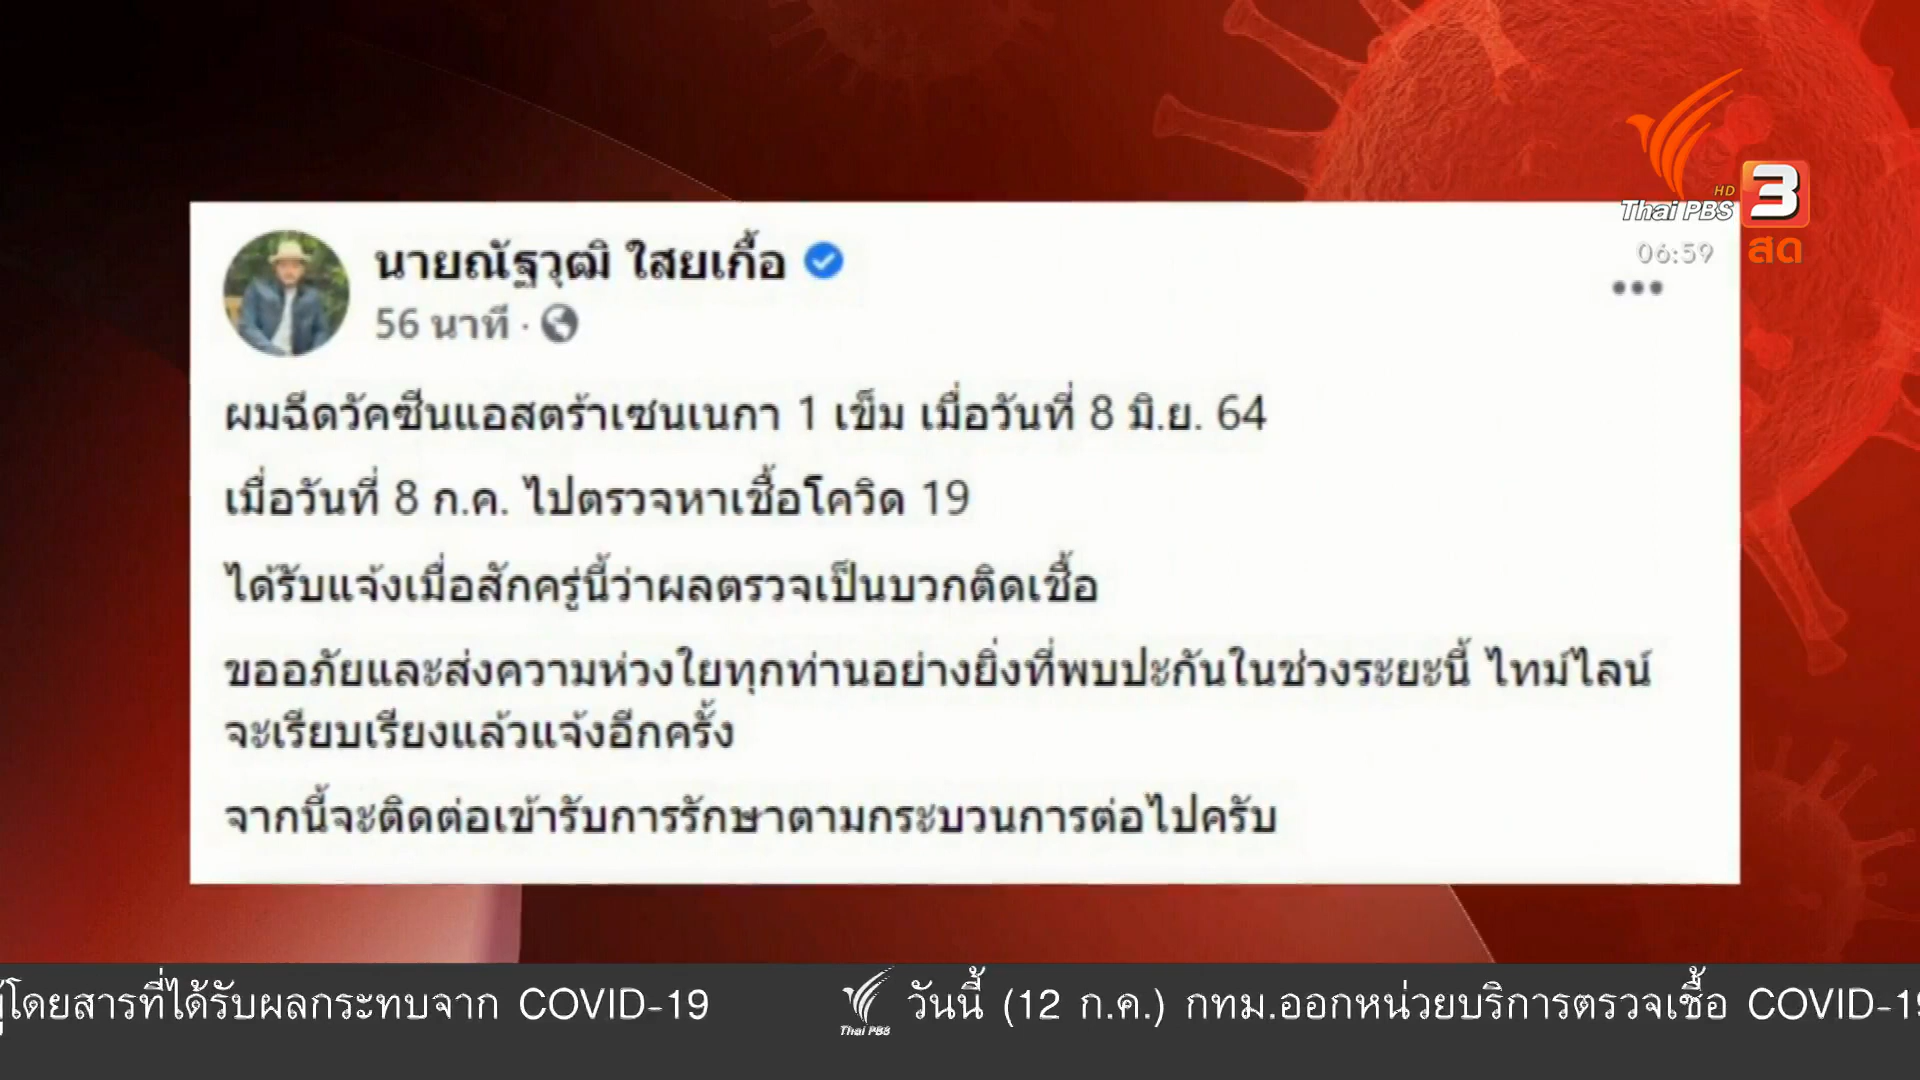 HD
Thai PBS 3
06:59 สด
นายณัฐวุฒิ ใสยเกื้อ
56 นาที ·
ผมฉีดวัคซีนแอสตร้าเซนเนกา 1 เข็ม เมื่อวันที่ 8 มิ.ย. 64
เมื่อวันที่ 8 ก.ค. ไปตรวจหาเชื้อโควิด 19
ได้รับแจ้งเมื่อสักครู่นี้ว่าผลตรวจเป็นบวกติดเชื้อ
ขออภัยและส่งความห่วงใยทุกท่านอย่างยิ่งที่พบปะกันในช่วงระยะนี้ ไทม์ไลน์
จะเรียบเรียงแล้วแจ้งอีกครั้ง
จากนี้จะติดต่อเข้ารับการรักษาตามกระบวนการต่อไปครับ
ผู้โดยสารที่ได้รับผลกระทบจาก COVID-19 Thai PBS วันนี้ (12 ก.ค.) กทม.ออกหน่วยบริการตรวจเชื้อ COVID-19